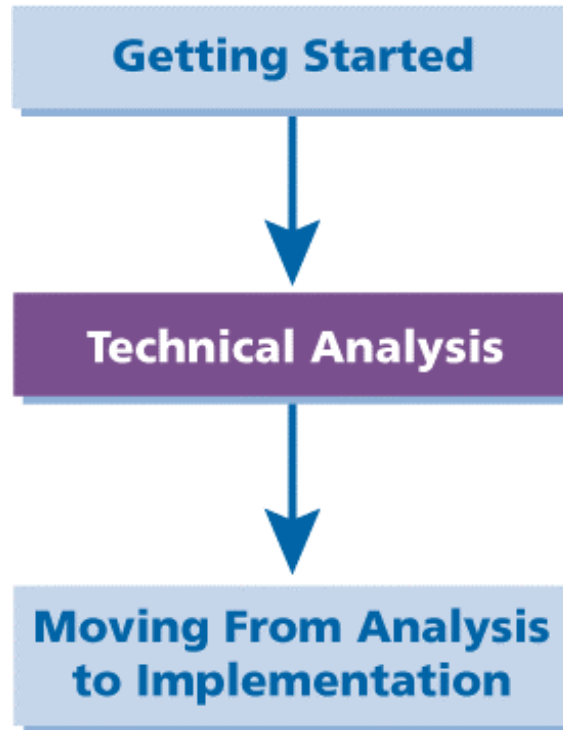 Getting Started
Technical Analysis
Moving From Analysis
to Implementation